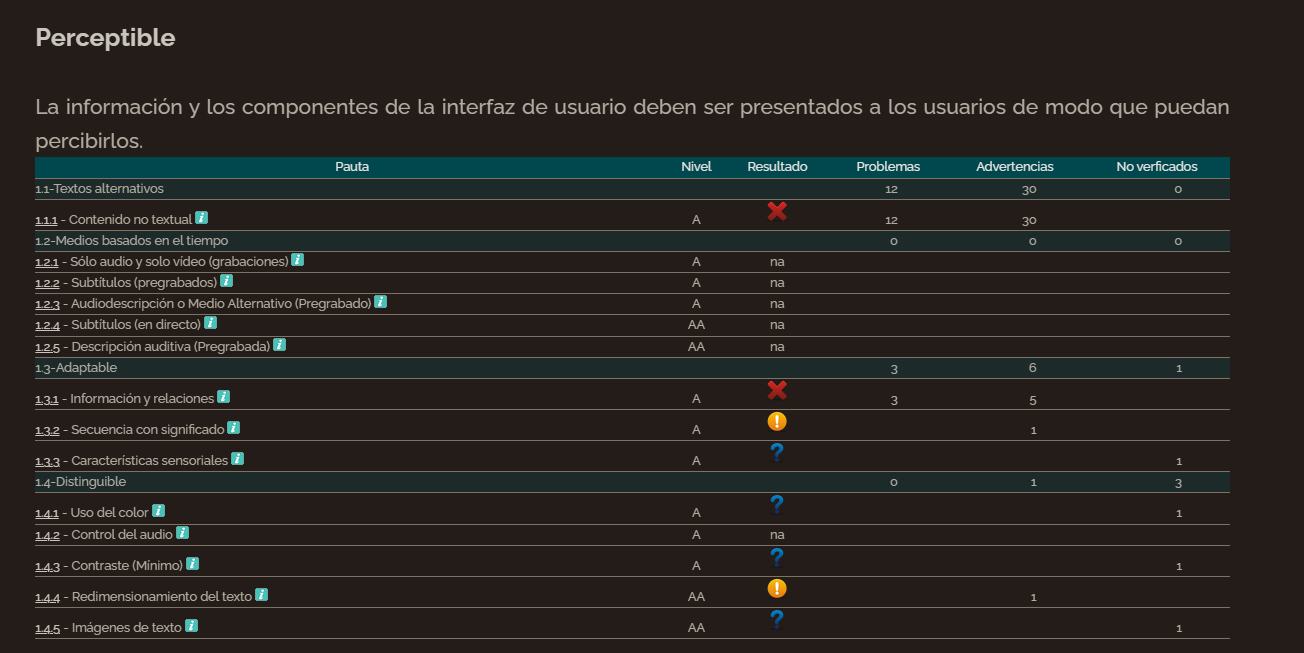 Perceptible
La información y los componentes de la interfaz de usuario deben ser presentados a los usuarios de modo que puedan
percibirlos.
Pauta Nivel Resultado Problemas Advertencias No verficados
1.1-Textos alternativos 12 30 0
1.1.1 - Contenido no textual i A 12 30
1.2-Medios basados en el tiempo 0 0 0
1.2.1 - Sólo audio y solo vídeo (grabaciones) i A na
1.2.2 - Subtítulos (pregrabados) i A na
1.2.3 - Audiodescripción o Medio Alternativo (Pregrabado) i A na
1.2.4 - Subtítulos (en directo) i AA na
1.2.5 - Descripción auditiva (Pregrabada) i AA na
1.3-Adaptable 3 6 1
1.3.1 - Información y relaciones i A 3 5
1.3.2 - Secuencia con significado i A ! 1
1.3.3 - Características sensoriales i A ? 1
1.4-Distinguible 0 1 3
1.4.1 - Uso del color i A ? 1
1.4.2 - Control del audio i A na
1.4.3 - Contraste (Mínimo) i A ? 1
1.4.4 - Redimensionamiento del texto i AA ! 1
1.4.5 - Imágenes de texto i AA ? 1